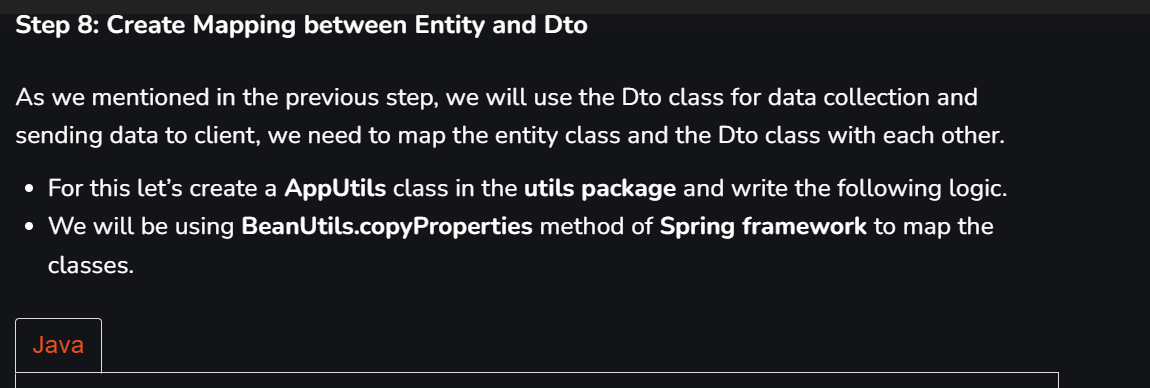 Step 8: Create Mapping between Entity and Dto
As we mentioned in the previous step, we will use the Dto class for data collection and
sending data to client, we need to map the entity class and the Dto class with each other.
• For this let’s create a AppUtils class in the utils package and write the following logic.
• We will be using BeanUtils.copyProperties method of Spring framework to map the
classes.
Java